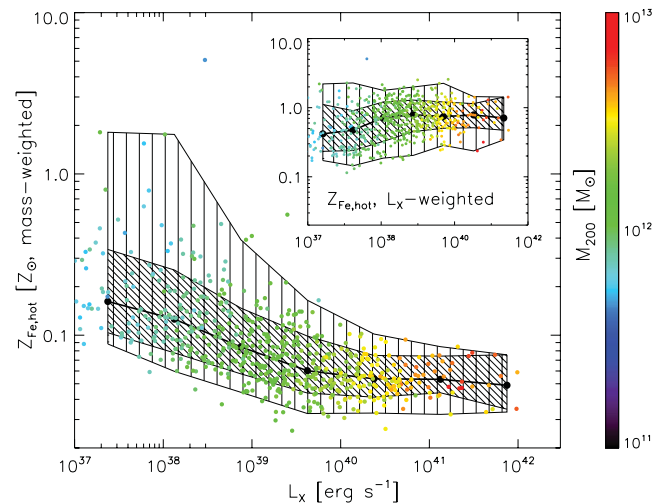 10.0
1.0
0.1
Z_Fe,hot [Z_⊙, mass-weighted]
10^37 10^38 10^39 10^40 10^41 10^42
L_X [erg s^-1]
10.0
1.0
0.1
Z_Fe,hot, L_X-weighted
10^37 10^38 10^40 10^42
10^13
10^12
10^11
M_200 [M_⊙]